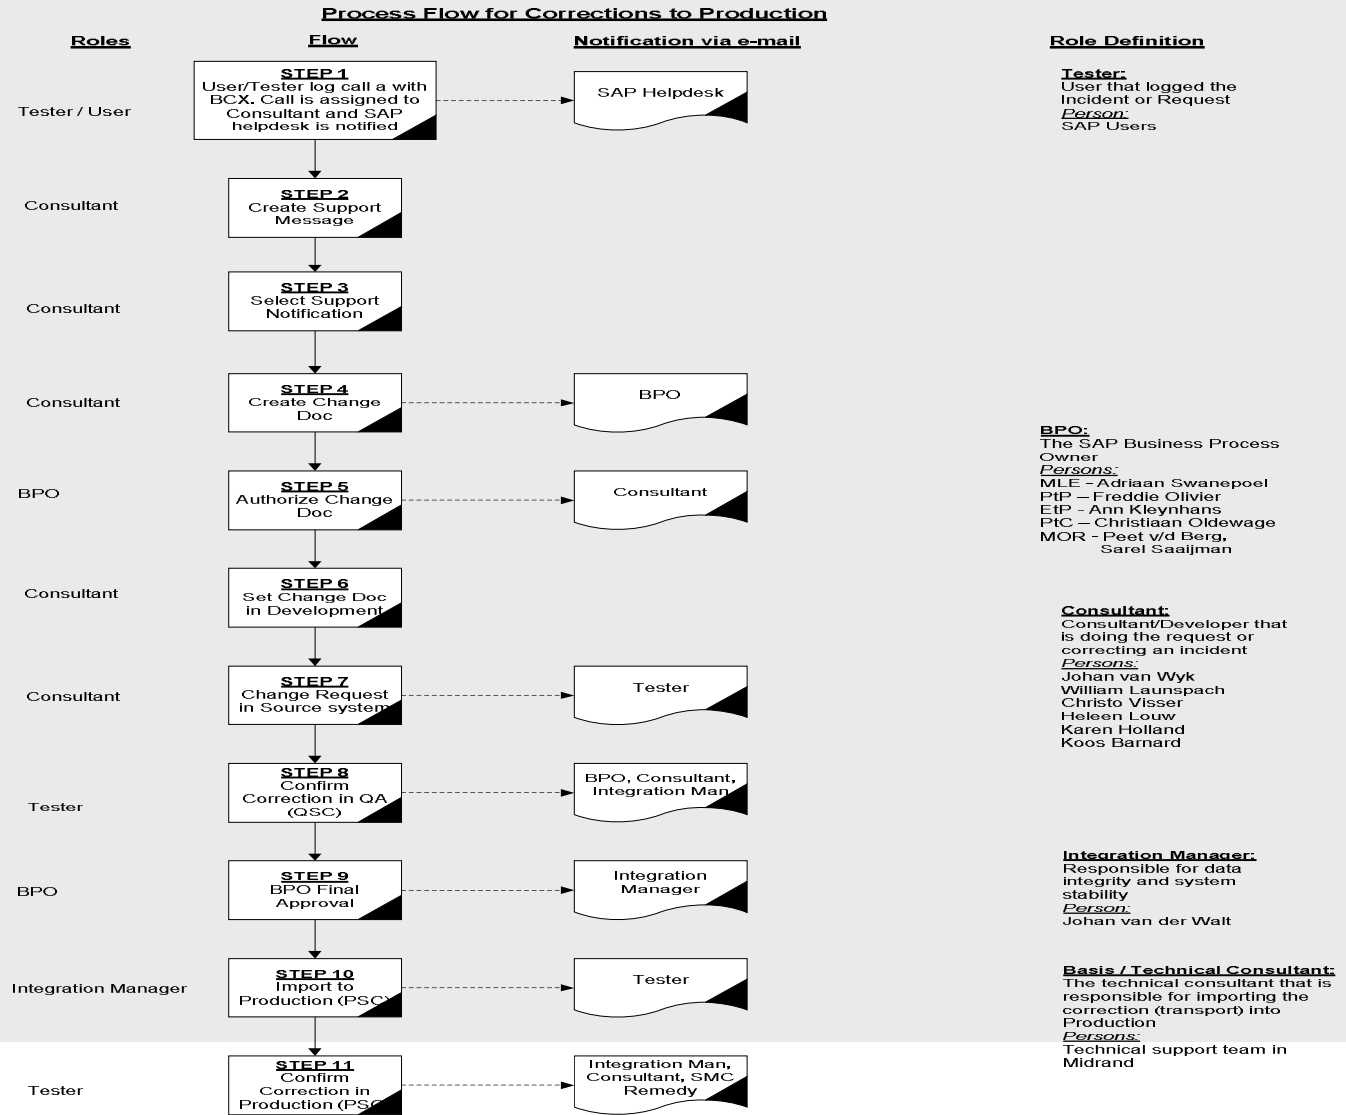 Process Flow for Corrections to Production
Roles
Flow
Notification via e-mail
Role Definition
Tester / User
STEP 1
User/Tester log call a with
BCX. Call is assigned to
Consultant and SAP
helpdesk is notified
SAP Helpdesk
Tester:
User that logged the
Incident or Request
Person:
SAP Users
Consultant
STEP 2
Create Support
Message
Consultant
STEP 3
Select Support
Notification
Consultant
STEP 4
Create Change
Doc
BPO
BPO:
The SAP Business Process
Owner
Persons:
MLE - Adriaan Swanepoel
PtP – Freddie Olivier
EtP - Ann Kleynhans
PtC – Christiaan Oldewage
MOR - Peet v/d Berg,
Sarel Saaijman
BPO
STEP 5
Authorize Change
Doc
Consultant
Consultant
STEP 6
Set Change Doc
in Development
Consultant:
Consultant/Developer that
is doing the request or
correcting an incident
Persons:
Johan van Wyk
William Launspach
Christo Visser
Heleen Louw
Karen Holland
Koos Barnard
Consultant
STEP 7
Change Request
in Source system
Tester
Tester
STEP 8
Confirm
Correction in QA
(QSC)
BPO, Consultant,
Integration Man
BPO
STEP 9
BPO Final
Approval
Integration
Manager
Integration Manager:
Responsible for data
integrity and system
stability
Person:
Johan van der Walt
Integration Manager
STEP 10
Import to
Production (PSC)
Tester
Basis / Technical Consultant:
The technical consultant that is
responsible for importing the
correction (transport) into
Production
Persons:
Technical support team in
Midrand
Tester
STEP 11
Confirm
Correction in
Production (PSC
Integration Man,
Consultant, SMC
Remedy